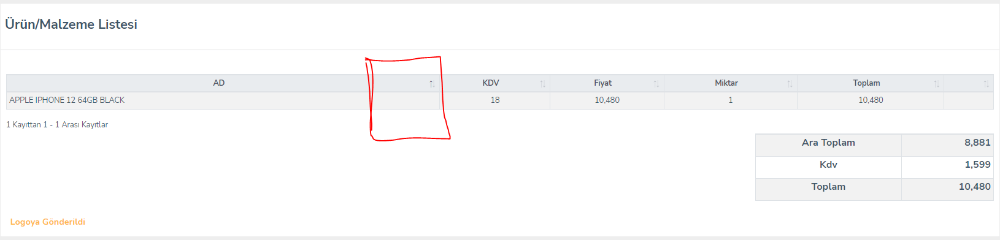 Ürün/Malzeme Listesi
AD KDV Fiyat Miktar Toplam
APPLE IPHONE 12 64GB BLACK 18 10,480 1 10,480
1 Kayıttan 1 - 1 Arası Kayıtlar
Ara Toplam 8,881
Kdv 1,599
Toplam 10,480
Logoya Gönderildi